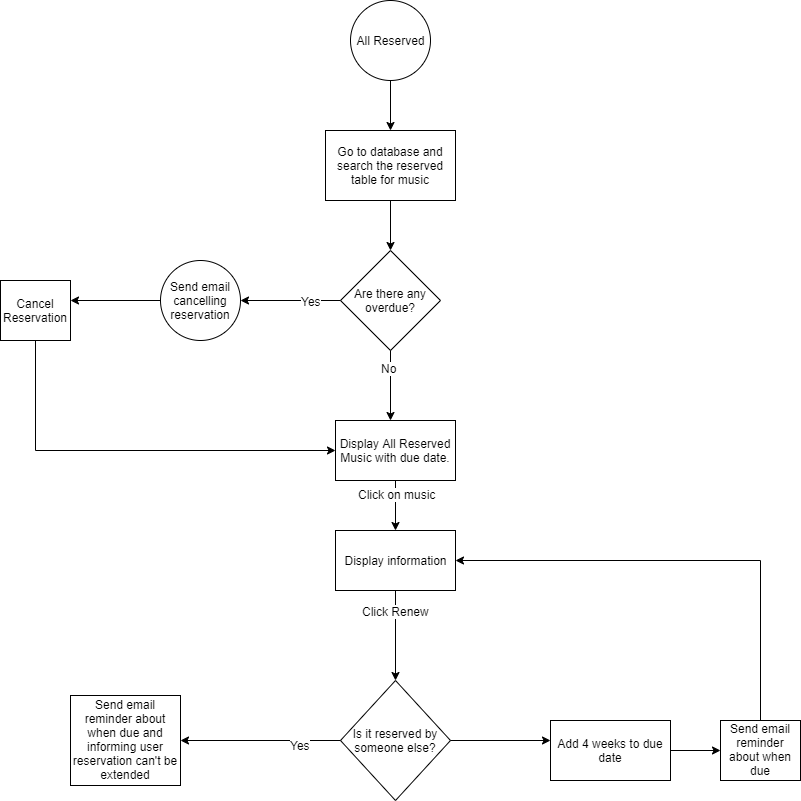 All Reserved
Go to database and
search the reserved
table for music
Are there any
overdue?
Yes
Send email
cancelling
reservation
Cancel
Reservation
No
Display All Reserved
Music with due date.
Click on music
Display information
Click Renew
Is it reserved by
someone else?
Yes
Send email
reminder about
when due and
informing user
reservation can't be
extended
Add 4 weeks to due
date
Send email
reminder
about when
due